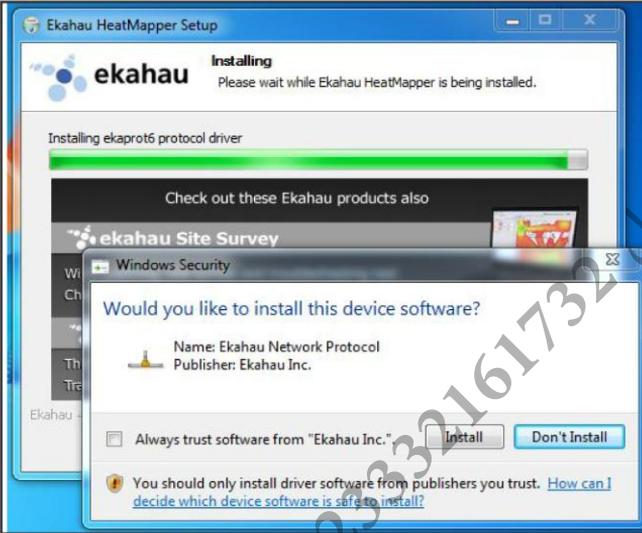 Ekahau HeatMapper Setup
ekahau
Installing
Please wait while Ekahau HeatMapper is being installed.
Installing ekaprot6 protocol driver
Check out these Ekahau products also
ekahau Site Survey
Windows Security
Would you like to install this device software?
Name: Ekahau Network Protocol
Publisher: Ekahau Inc.
Ekahau
Always trust software from "Ekahau Inc.".
Install
Don't Install
You should only install driver software from publishers you trust. How can I
decide which device software is safe to install?